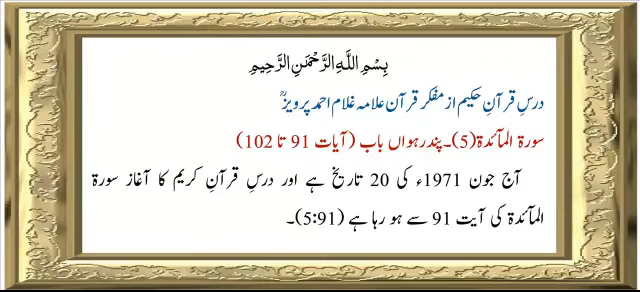 بِسْمِ اللّٰہِ الرَّحْمٰنِ الرَّحِیْمِ
درسِ قرآنِ حکیم از مفکر قرآن علامہ غلام احمد پرویزؒ
سورۃ المآئدۃ(5)۔پندرہواں باب (آیات 91 تا 102)
آج جون 1971ء کی 20 تاریخ ہے اور درسِ قرآنِ کریم کا آغاز سورۃ
المآئدۃ کی آیت 91 سے ہو رہا ہے (5:91)۔